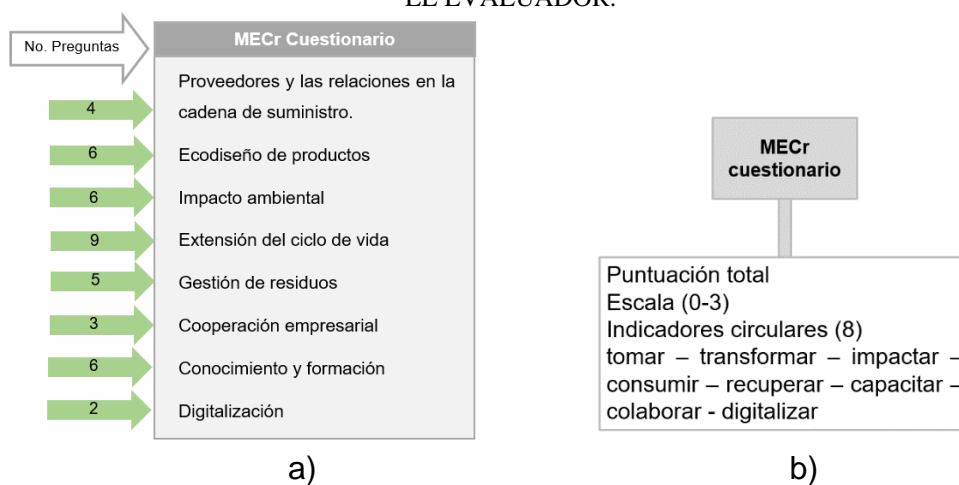 EL EVALUADOR.
No. Preguntas
MECr Cuestionario
Proveedores y las relaciones en la
cadena de suministro.
4
6
Ecodiseño de productos
6
Impacto ambiental
9
Extensión del ciclo de vida
5
Gestión de residuos
3
Cooperación empresarial
6
Conocimiento y formación
2
Digitalización
a)
MECr
cuestionario
Puntuación total
Escala (0-3)
Indicadores circulares (8)
tomar – transformar – impactar –
consumir – recuperar – capacitar –
colaborar - digitalizar
b)